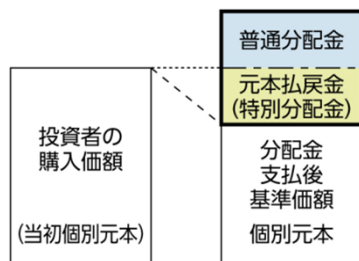 普通分配金
元本払戻金
(特別分配金)
投資者の
購入価額
(当初個別元本)
分配金
支払後
基準価額
個別元本